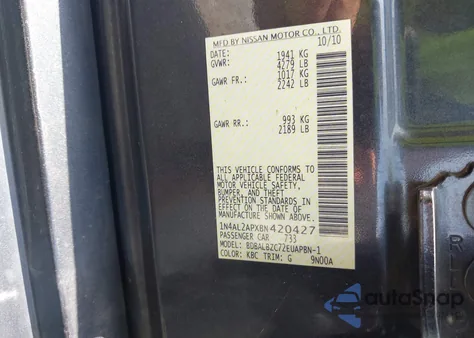 MFD BY NISSAN MOTOR CO., LTD.
DATE: 10/10
GVWR: 1941 KG
4279 LB
GAWR FR.: 1017 KG
2242 LB
GAWR RR.: 993 KG
2189 LB
THIS VEHICLE CONFORMS TO
ALL APPLICABLE FEDERAL
MOTOR VEHICLE SAFETY,
BUMPER, AND THEFT
PREVENTION STANDARDS IN
EFFECT ON THE DATE OF
MANUFACTURE SHOWN ABOVE.
1N4AL2APXBN420427
PASSENGER CAR 733
MODEL: BDBALBZC72EUAPBN-1
COLOR: KBC TRIM: G 9N00A
autoSnap